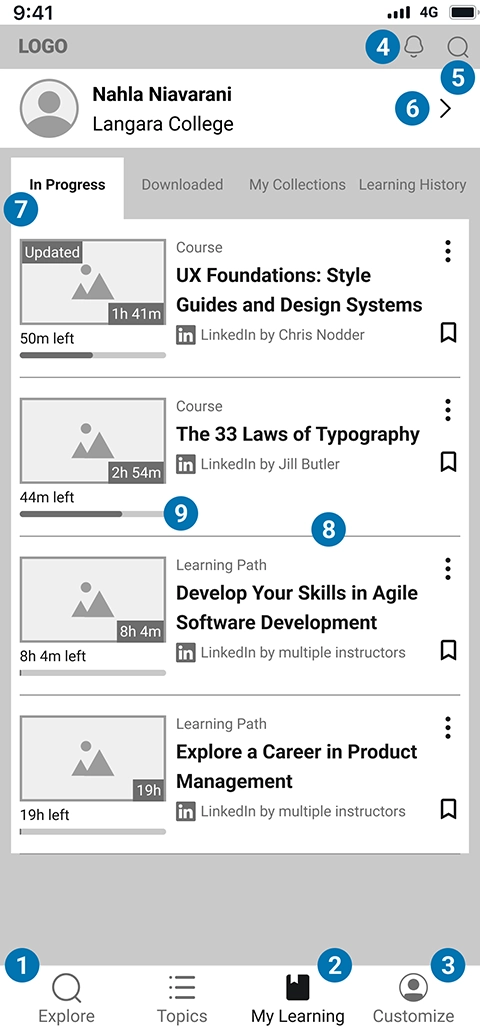 9:41
4G
LOGO
4
5
Nahla Niavarani
Langara College
6
In Progress
Downloaded
My Collections
Learning History
7
Updated
1h 41m
50m left
Course
UX Foundations: Style
Guides and Design Systems
in LinkedIn by Chris Nodder
2h 54m
44m left
Course
The 33 Laws of Typography
in LinkedIn by Jill Butler
9
8
8h 4m
8h 4m left
Learning Path
Develop Your Skills in Agile
Software Development
in LinkedIn by multiple instructors
19h
19h left
Learning Path
Explore a Career in Product
Management
in LinkedIn by multiple instructors
1
2
3
Explore
Topics
My Learning
Customize